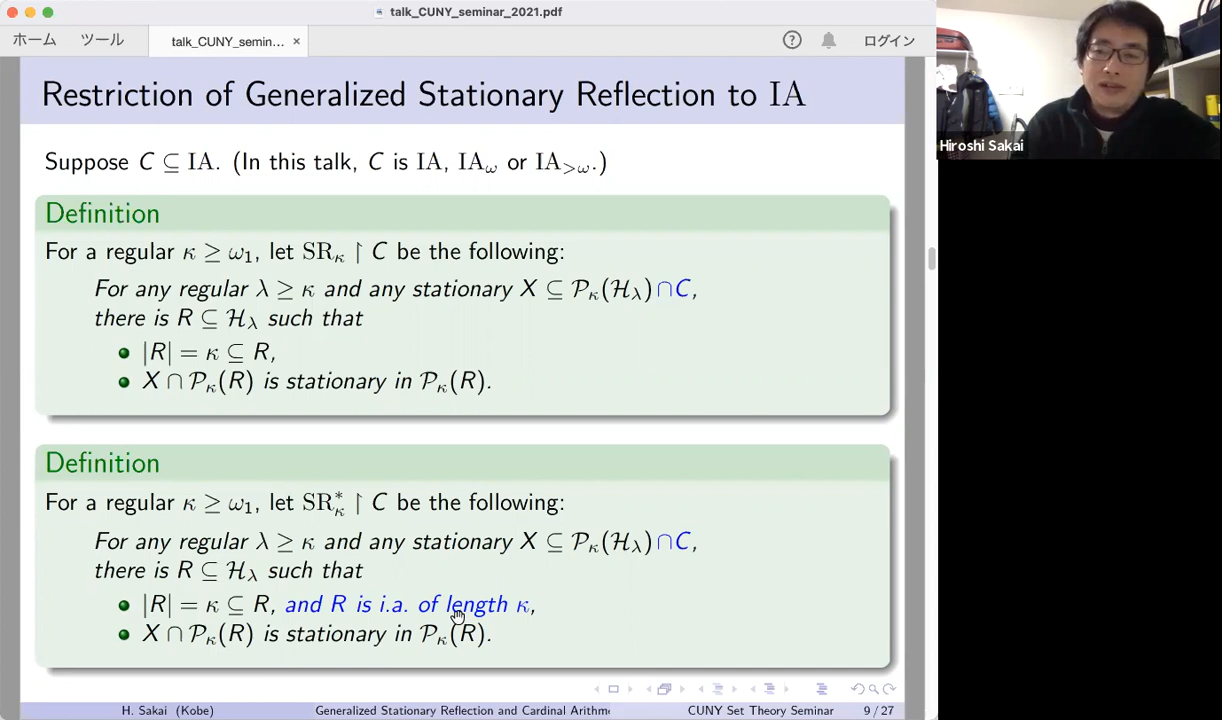 talk_CUNY_seminar_2021.pdf
ホーム ツール talk_CUNY_semin... × ? ログイン
Restriction of Generalized Stationary Reflection to IA
Suppose C ⊆ IA. (In this talk, C is IA, IA_ω or IA_{>ω}.)
Definition
For a regular κ ≥ ω₁, let SR_κ ↾ C be the following:
For any regular λ ≥ κ and any stationary X ⊆ 𝒫_κ(ℋ_λ) ∩ C,
there is R ⊆ ℋ_λ such that
|R| = κ ⊆ R,
X ∩ 𝒫_κ(R) is stationary in 𝒫_κ(R).
Definition
For a regular κ ≥ ω₁, let SR*_κ ↾ C be the following:
For any regular λ ≥ κ and any stationary X ⊆ 𝒫_κ(ℋ_λ) ∩ C,
there is R ⊆ ℋ_λ such that
|R| = κ ⊆ R, and R is i.a. of length κ,
X ∩ 𝒫_κ(R) is stationary in 𝒫_κ(R).
H. Sakai (Kobe) Generalized Stationary Reflection and Cardinal Arithm CUNY Set Theory Seminar 9 / 27
Hiroshi Sakai